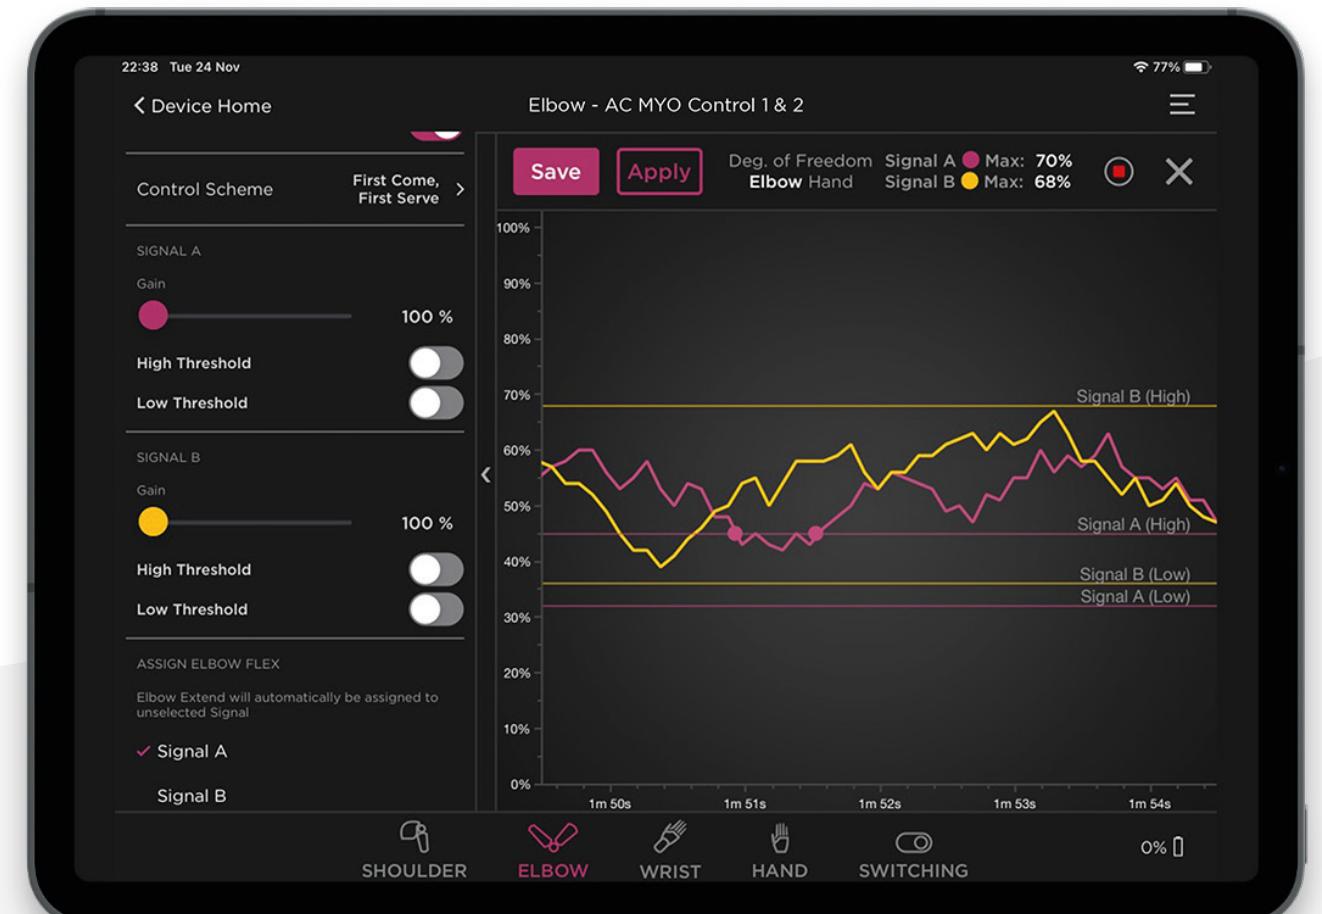 22:38 Tue 24 Nov
77%
Device Home
Elbow - AC MYO Control 1 & 2
Control Scheme
First Come,
First Serve
SIGNAL A
Gain
100 %
High Threshold
Low Threshold
SIGNAL B
Gain
100 %
High Threshold
Low Threshold
ASSIGN ELBOW FLEX
Elbow Extend will automatically be assigned to
unselected Signal
Signal A
Signal B
Save
Apply
Deg. of Freedom
Elbow Hand
Signal A Max: 70%
Signal B Max: 68%
100%
90%
80%
70%
60%
50%
40%
30%
20%
10%
0%
Signal B (High)
Signal A (High)
Signal B (Low)
Signal A (Low)
1m 50s
1m 51s
1m 52s
1m 53s
1m 54s
SHOULDER
ELBOW
WRIST
HAND
SWITCHING
0%